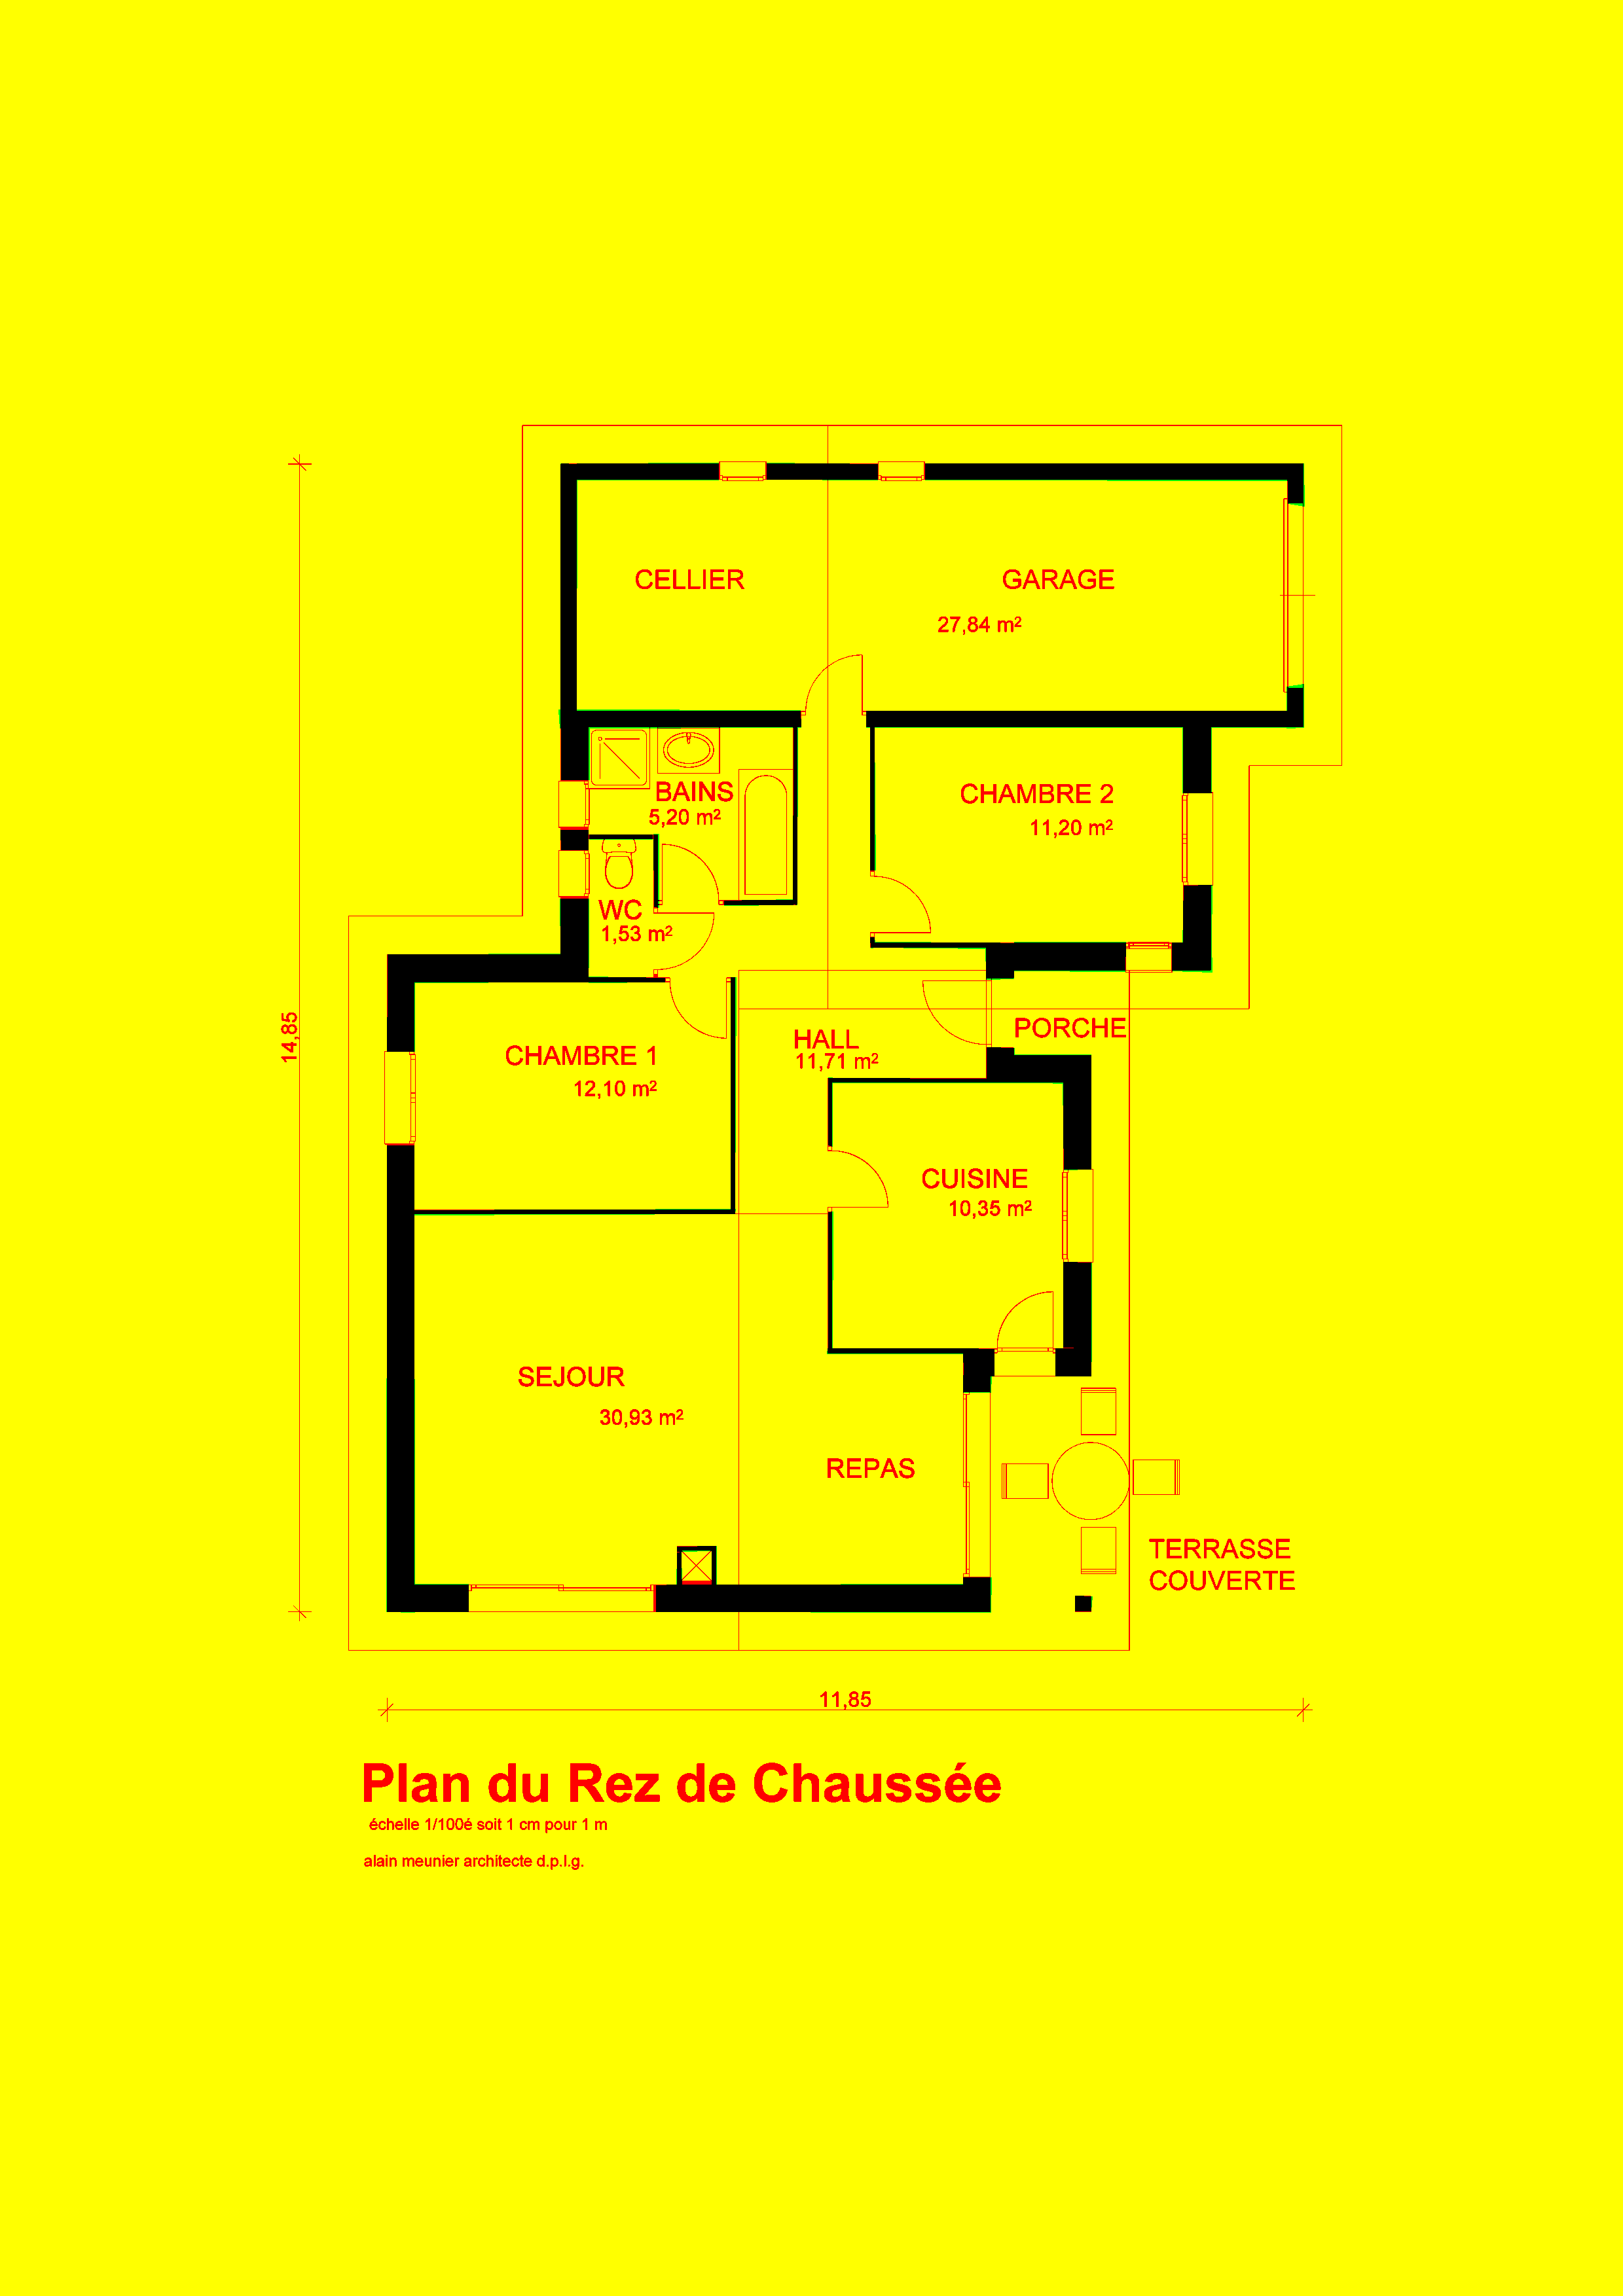 CELLIER
GARAGE
27,84 m²
BAINS
5,20 m²
CHAMBRE 2
11,20 m²
WC
1,53 m²
14,85
PORCHE
HALL
11,71 m²
CHAMBRE 1
12,10 m²
CUISINE
10,35 m²
SEJOUR
30,93 m²
REPAS
TERRASSE
COUVERTE
11,85
Plan du Rez de Chaussée
échelle 1/100é soit 1 cm pour 1 m
alain meunier architecte d.p.l.g.